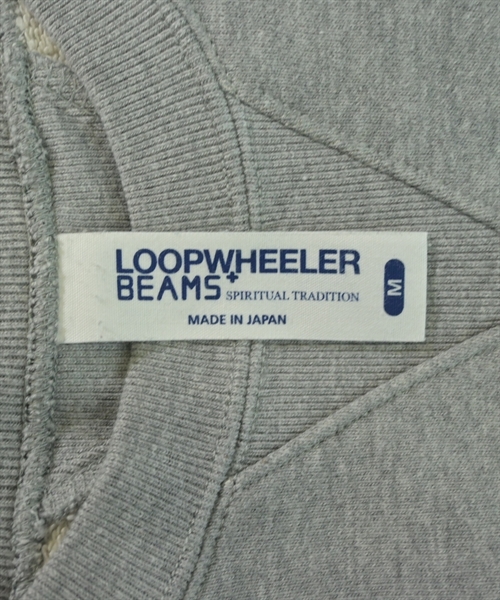 LOOPWHEELER
+
BEAMS SPIRITUAL TRADITION
MADE IN JAPAN
M